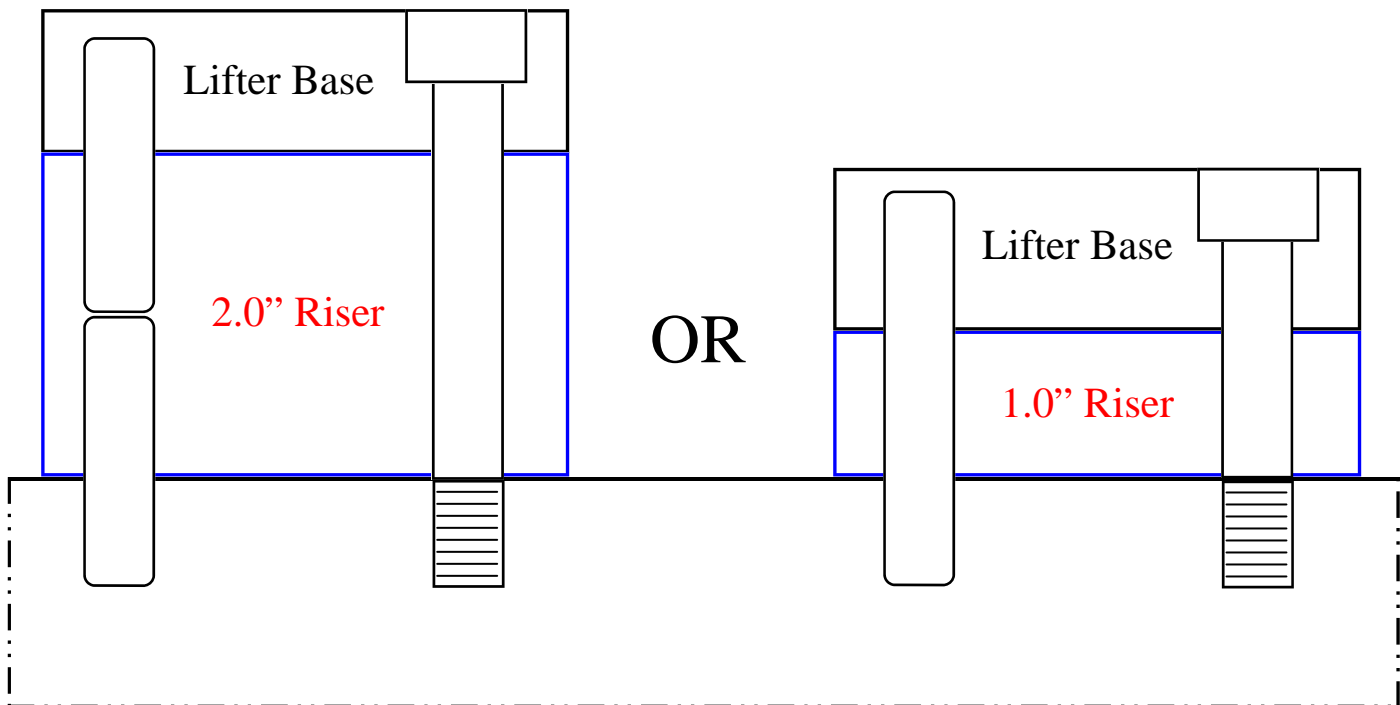 Lifter Base
2.0” Riser
OR
Lifter Base
1.0” Riser